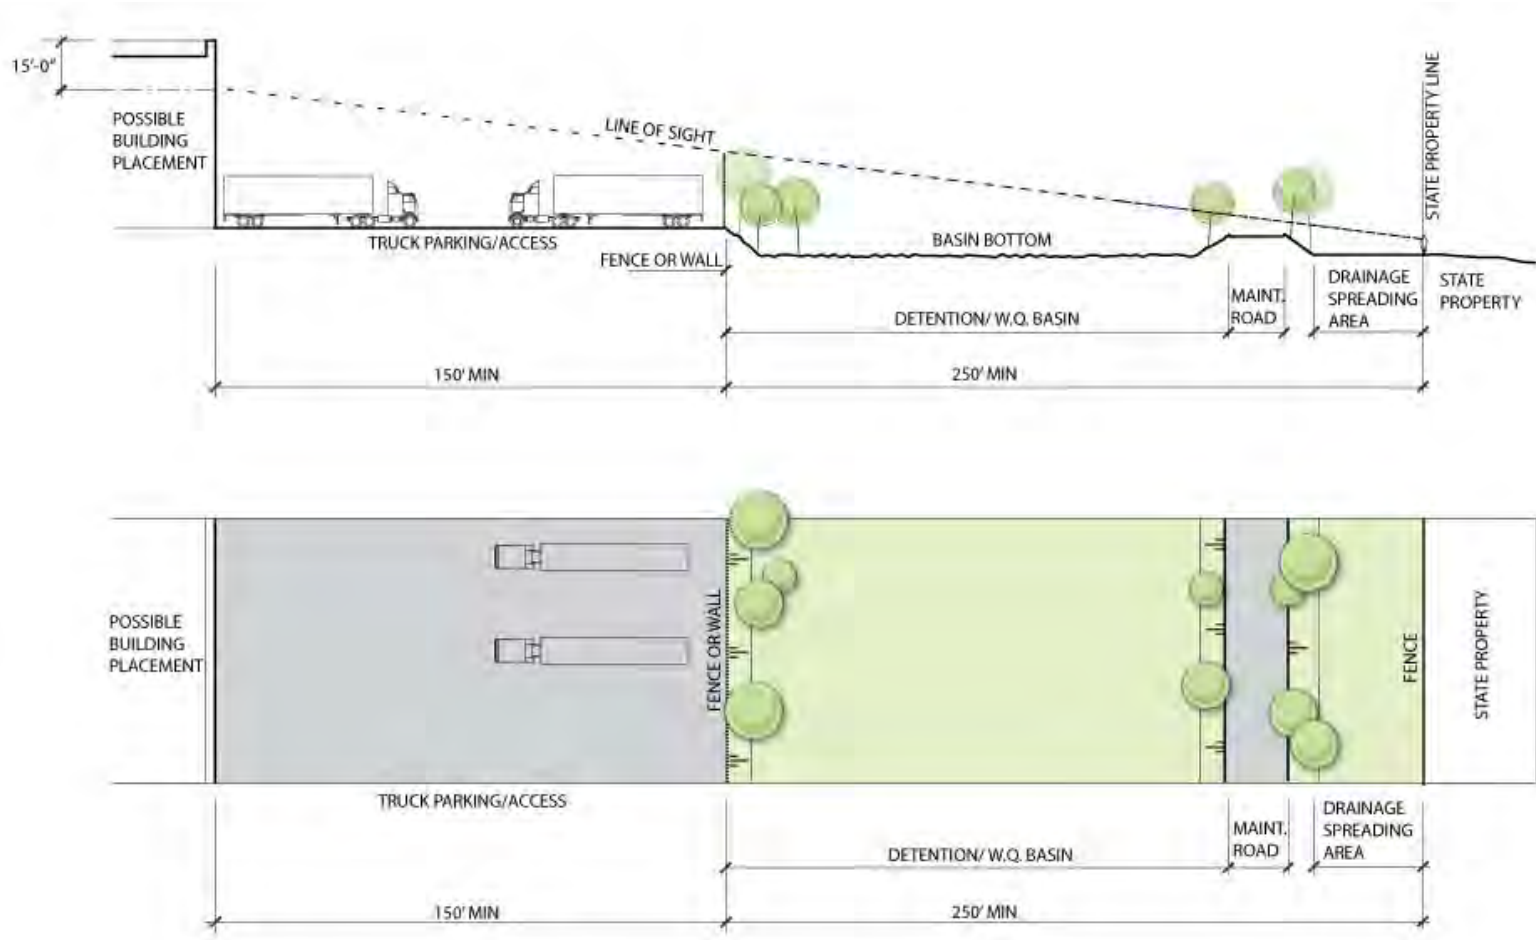 15'-0"
POSSIBLE
BUILDING
PLACEMENT
LINE OF SIGHT
STATE PROPERTY LINE
TRUCK PARKING/ACCESS
FENCE OR WALL
BASIN BOTTOM
DETENTION/ W.Q. BASIN
MAINT.
ROAD
DRAINAGE
SPREADING
AREA
STATE
PROPERTY
150' MIN
250' MIN
POSSIBLE
BUILDING
PLACEMENT
FENCE OR WALL
FENCE
STATE PROPERTY
TRUCK PARKING/ACCESS
DETENTION/ W.Q. BASIN
MAINT.
ROAD
DRAINAGE
SPREADING
AREA
150' MIN
250' MIN